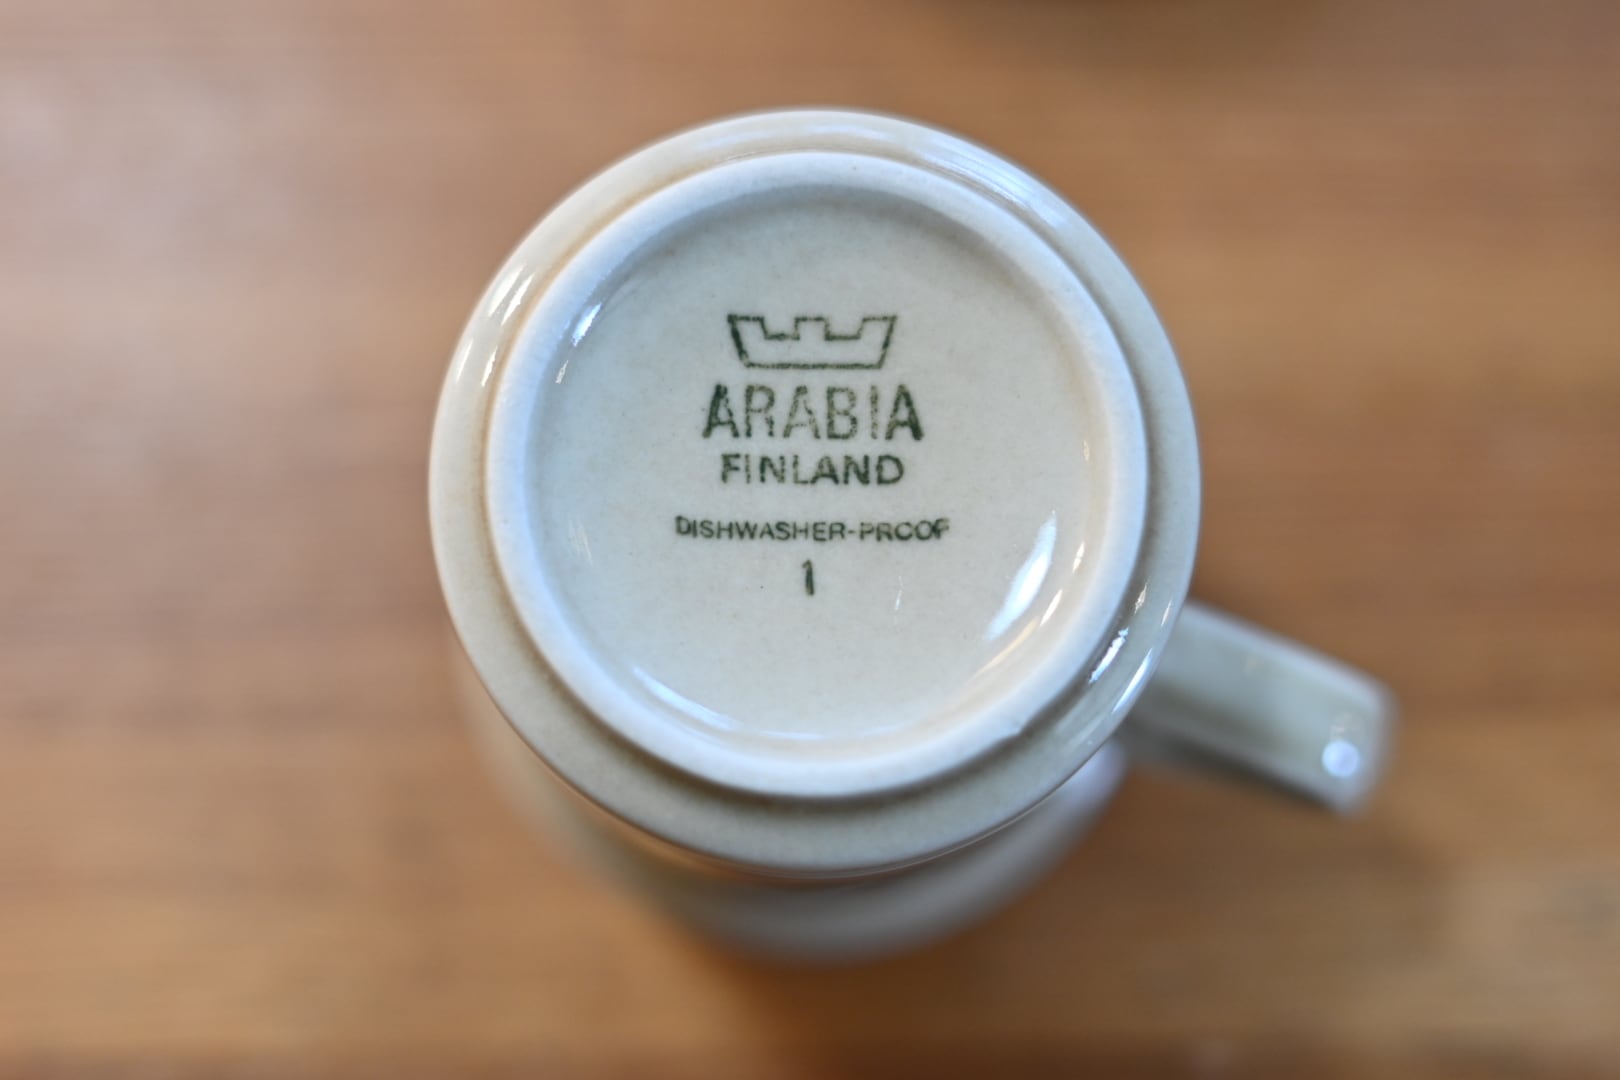 ARABIA
FINLAND
DISHWASHER-PROOF
1